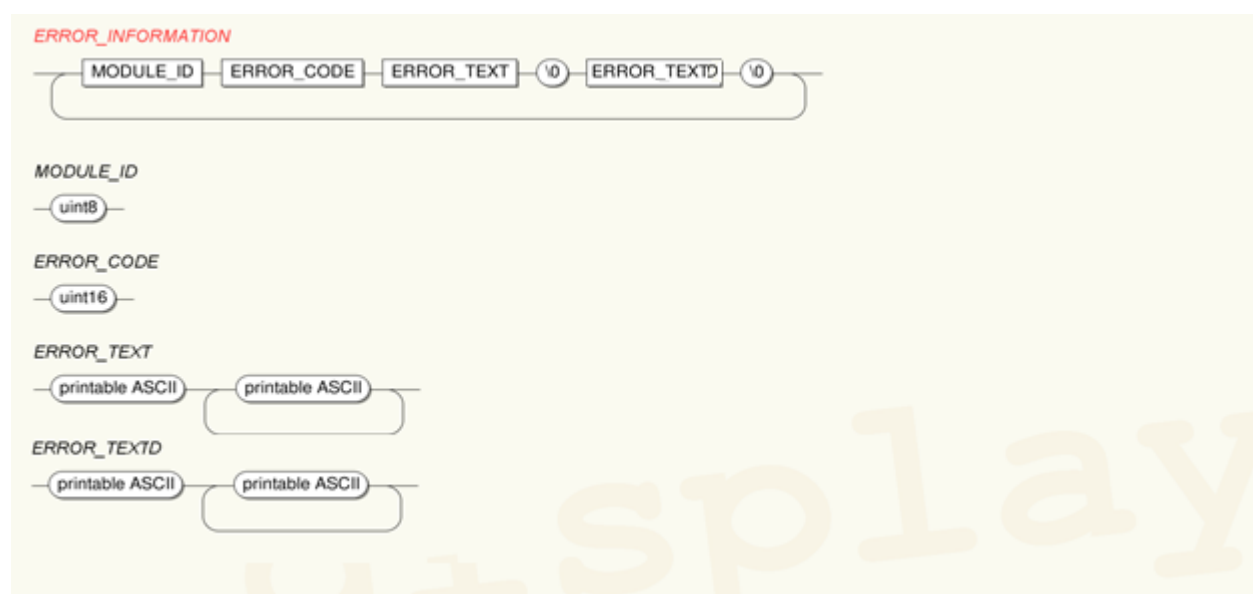 ERROR_INFORMATION
MODULE_ID ERROR_CODE ERROR_TEXT \0 ERROR_TEXTD \0
MODULE_ID
uint8
ERROR_CODE
uint16
ERROR_TEXT
printable ASCII printable ASCII
ERROR_TEXTD
printable ASCII printable ASCII
splay